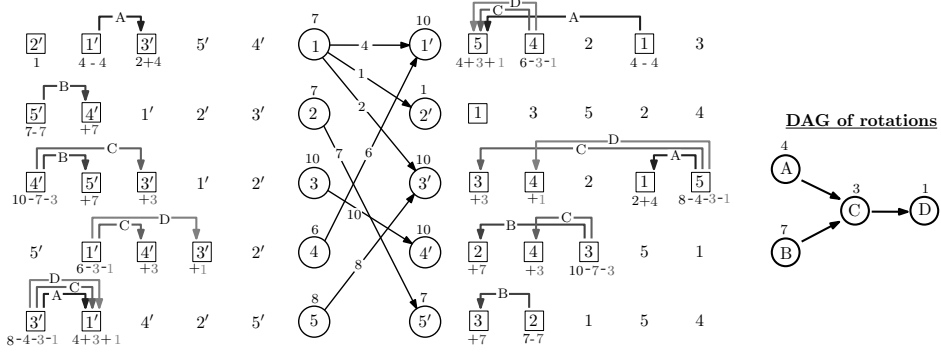 D
A 7 10 C A
2′ 1′ 3′ 5′ 4′ 1 4 1′ 5 4 2 1 3
1 4 - 4 2+4 4+3+1 6-3-1 4 - 4
B 7 1 1
5′ 4′ 1′ 2′ 3′ 2 2 2′ 1 3 5 2 4
7-7 +7 DAG of rotations
C 10 7 6 10 D
B C A 4
4′ 5′ 3′ 1′ 2′ 3 3′ 3 4 2 1 5 A
10-7-3 +7 +3 +3 +1 2+4 8-4-3-1
D 6 10 10 C 3 1
C B C D
5′ 1′ 4′ 3′ 2′ 4 4′ 2 4 3 5 1 7
6-3-1 +3 +1 8 +7 +3 10-7-3 B
D
C 8 7 B
A
3′ 1′ 4′ 2′ 5′ 5 5′ 3 2 1 5 4
8-4-3-1 4+3+1 +7 7-7